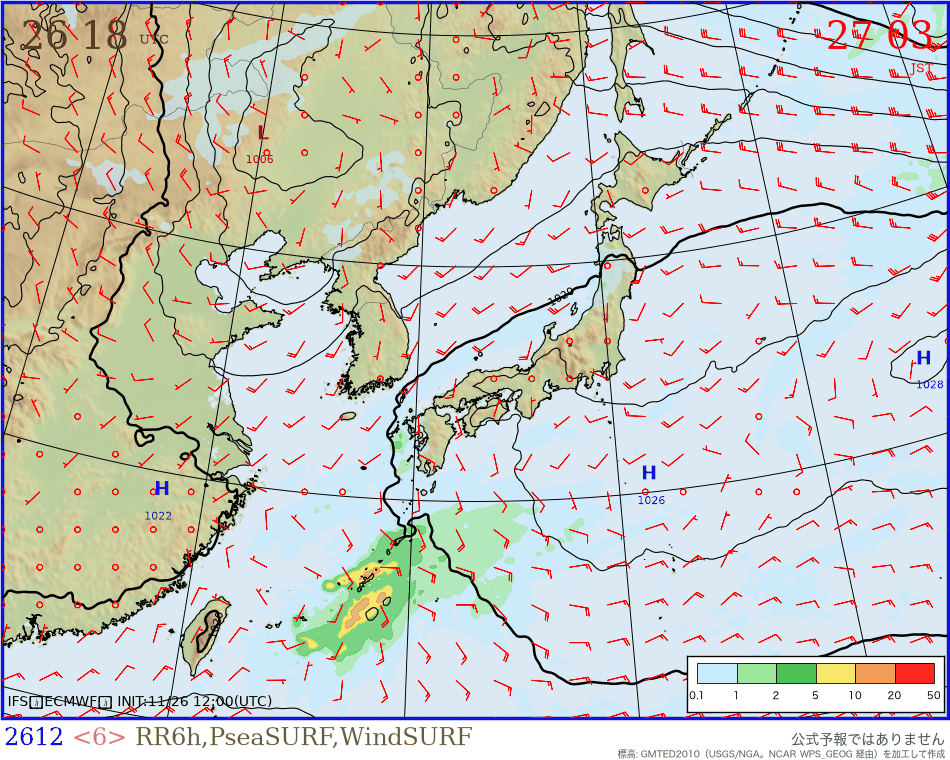 26 18 UTC
27 03
JST
L
1006
1020
H
1028
H
1022
H
1026
0.1 1 2 5 10 20 50
IFS ECMWF INIT:11/26 12:00(UTC)
2612 <6> RR6h,PseaSURF,WindSURF
公式予報ではありません
標高: GMTED2010（USGS/NGA。NCAR WPS_GEOG 経由）を加工して作成